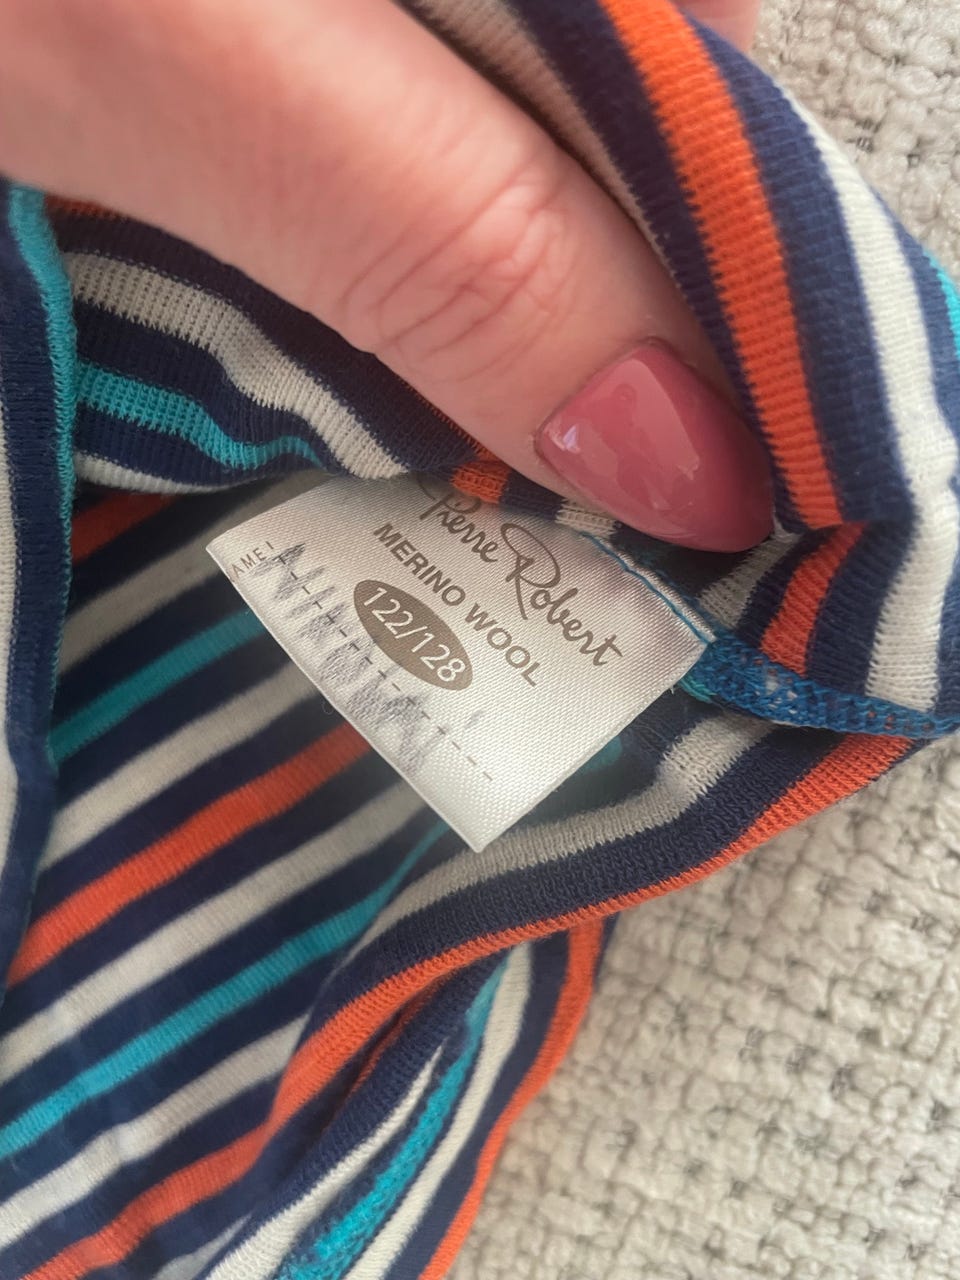 Pierre Robert
MERINO WOOL
122/128